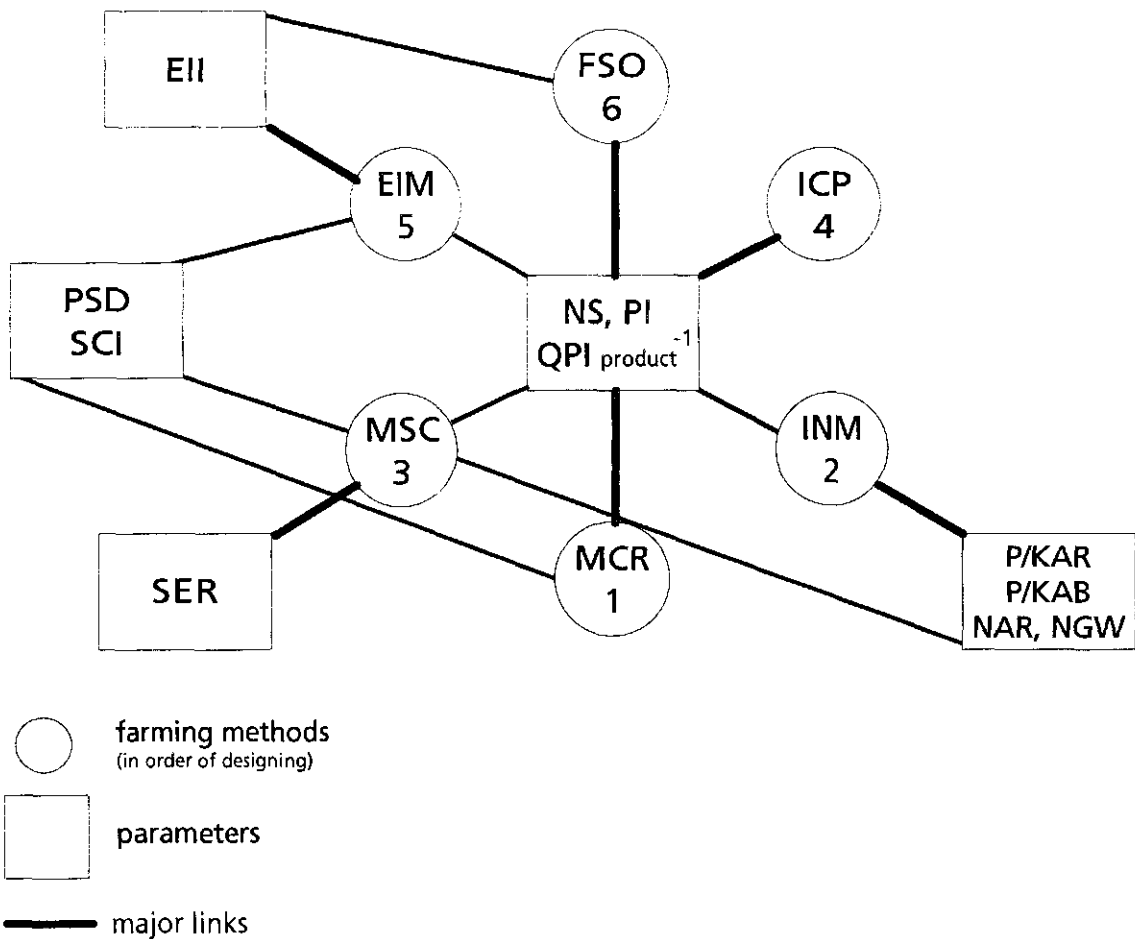 EII
FSO
6
EIM
5
ICP
4
PSD
SCI
NS, PI
QPI product⁻¹
MSC
3
INM
2
SER
MCR
1
P/KAR
P/KAB
NAR, NGW
farming methods
(in order of designing)
parameters
major links